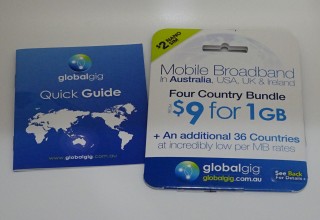 globalgig
Quick Guide
www.globalgig.com.au
$2 NANO
SIM
Mobile Broadband
in Australia, USA, UK & Ireland
Four Country Bundle
$9 for 1GB
+ An additional 36 Countries
at incredibly low per MB rates
globalgig
globalgig.com.au
See Back
For Details